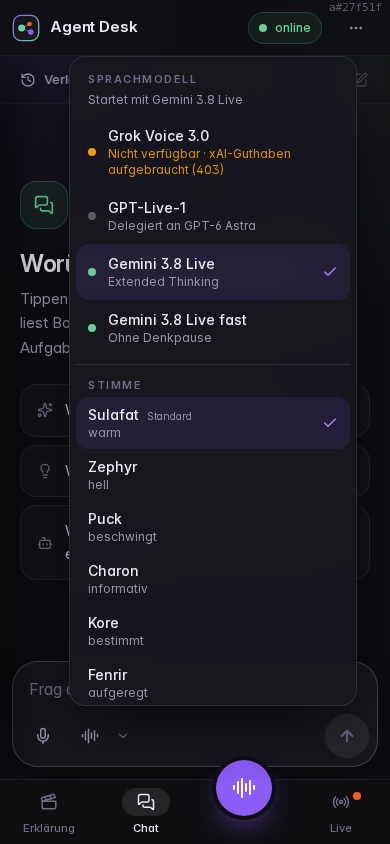 a#27f51f
Agent Desk
online
Verl
SPRACHMODELL
Startet mit Gemini 3.8 Live
Grok Voice 3.0
Nicht verfügbar · xAI-Guthaben
aufgebraucht (403)
GPT-Live-1
Delegiert an GPT-6 Astra
Gemini 3.8 Live
Extended Thinking
Gemini 3.8 Live fast
Ohne Denkpause
STIMME
Sulafat Standard
warm
Zephyr
hell
Puck
beschwingt
Charon
informativ
Kore
bestimmt
Fenrir
aufgeregt
Tippen
liest
Aufgab
Frag
Erklärung
Chat
Live